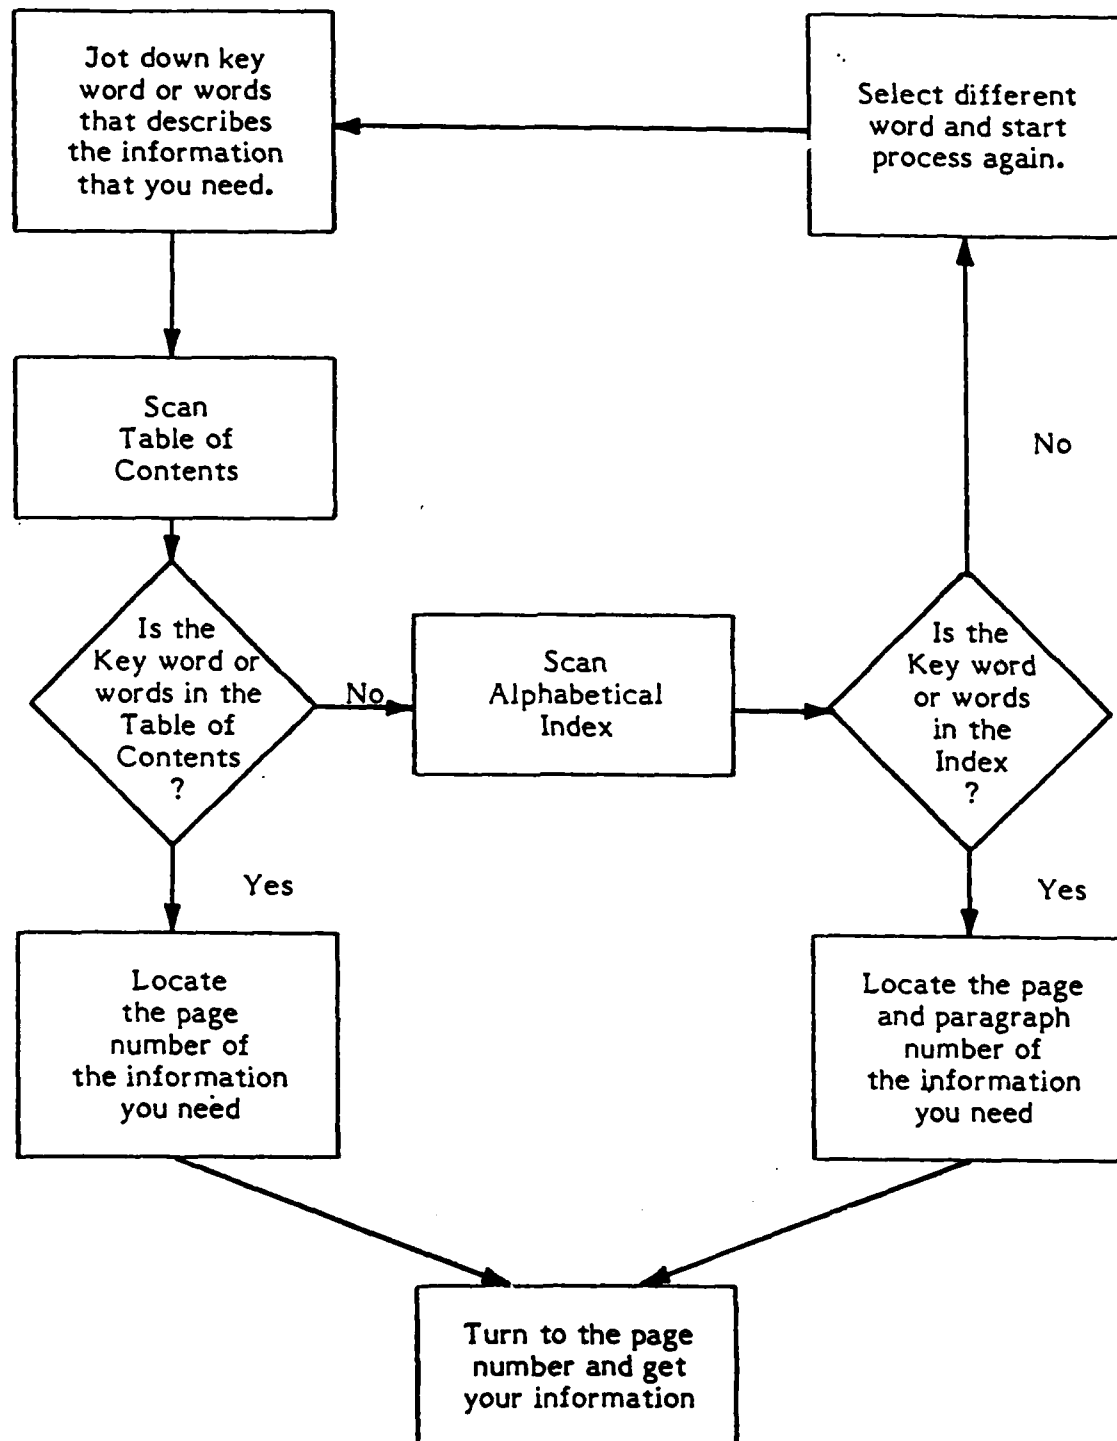 Jot down key
word or words
that describes
the information
that you need.
Select different
word and start
process again.
Scan
Table of
Contents
No
Is the
Key word or
words in the
Table of
Contents
?
No
Scan
Alphabetical
Index
Is the
Key word
or words
in the
Index
?
Yes
Yes
Locate
the page
number of
the information
you need
Locate the page
and paragraph
number of
the information
you need
Turn to the page
number and get
your information